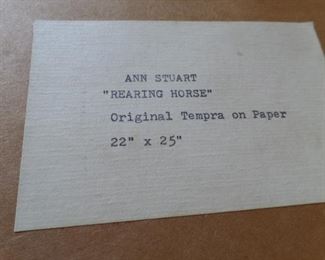 ANN STUART
"REARING HORSE"
Original Tempra on Paper
22" x 25"